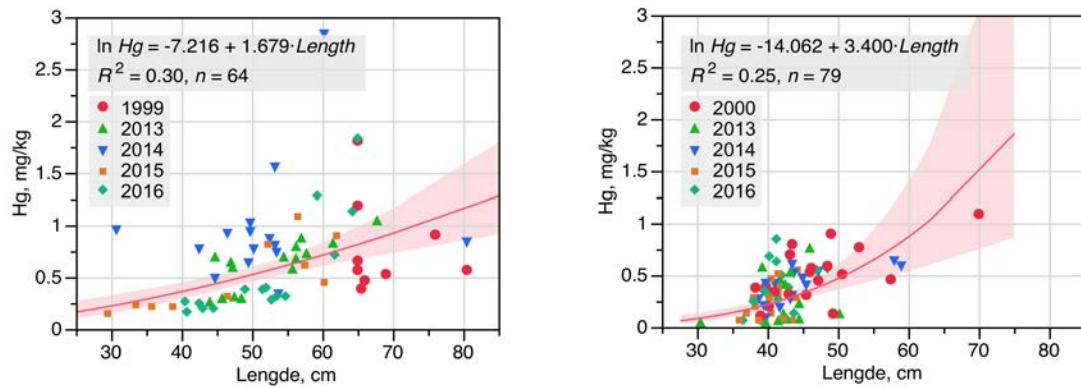 3
2.5
2
1.5
1
0.5
0
Hg, mg/kg
ln Hg = -7.216 + 1.679·Length
R² = 0.30, n = 64
1999
2013
2014
2015
2016
30 40 50 60 70 80
Lengde, cm
3
2.5
2
1.5
1
0.5
0
Hg, mg/kg
ln Hg = -14.062 + 3.400·Length
R² = 0.25, n = 79
2000
2013
2014
2015
2016
30 40 50 60 70 80
Lengde, cm